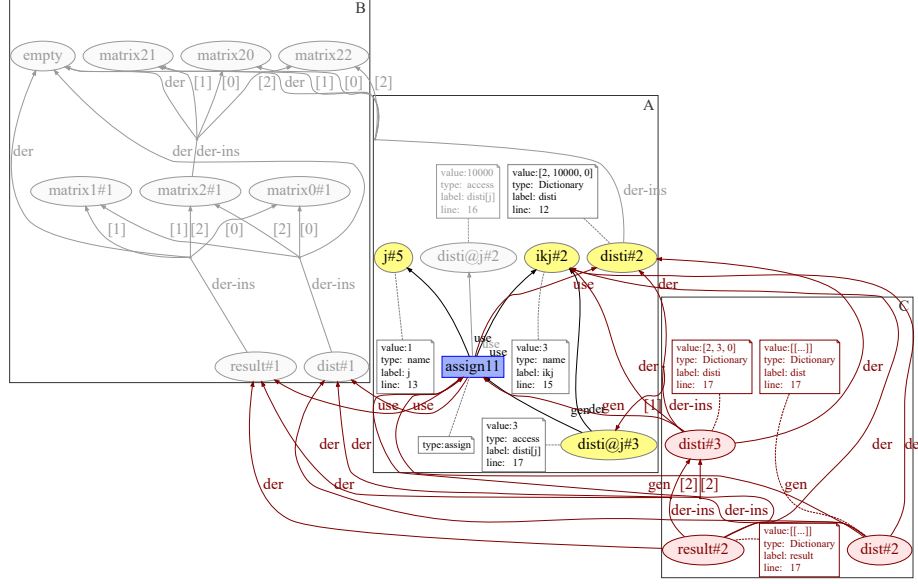 B
empty
matrix21
matrix20
matrix22
der
[1]
[0]
[2]
der
[1]
[0]
[2]
A
der
der
der-ins
matrix1#1
matrix2#1
matrix0#1
value:10000
type: access
label: disti[j]
line: 16
value:[2, 10000, 0]
type: Dictionary
label: disti
line: 12
der-ins
[1]
[1]
[2]
[0]
[2]
[0]
j#5
disti@j#2
ikj#2
disti#2
der-ins
der-ins
use
der
C
value:1
type: name
label: j
line: 13
use
use
use
value:3
type: name
label: ikj
line: 15
value:[2, 3, 0]
type: Dictionary
label: disti
line: 17
value:[[...]]
type: Dictionary
label: dist
line: 17
result#1
dist#1
assign11
der
der
use
use
gen
der
gen
[1]
der-ins
type:assign
value:3
type: access
label: disti[j]
line: 17
disti@j#3
disti#3
der
der
der
der
gen
[2]
[2]
gen
der
der
der-ins
der-ins
value:[[...]]
type: Dictionary
label: result
line: 17
result#2
dist#2